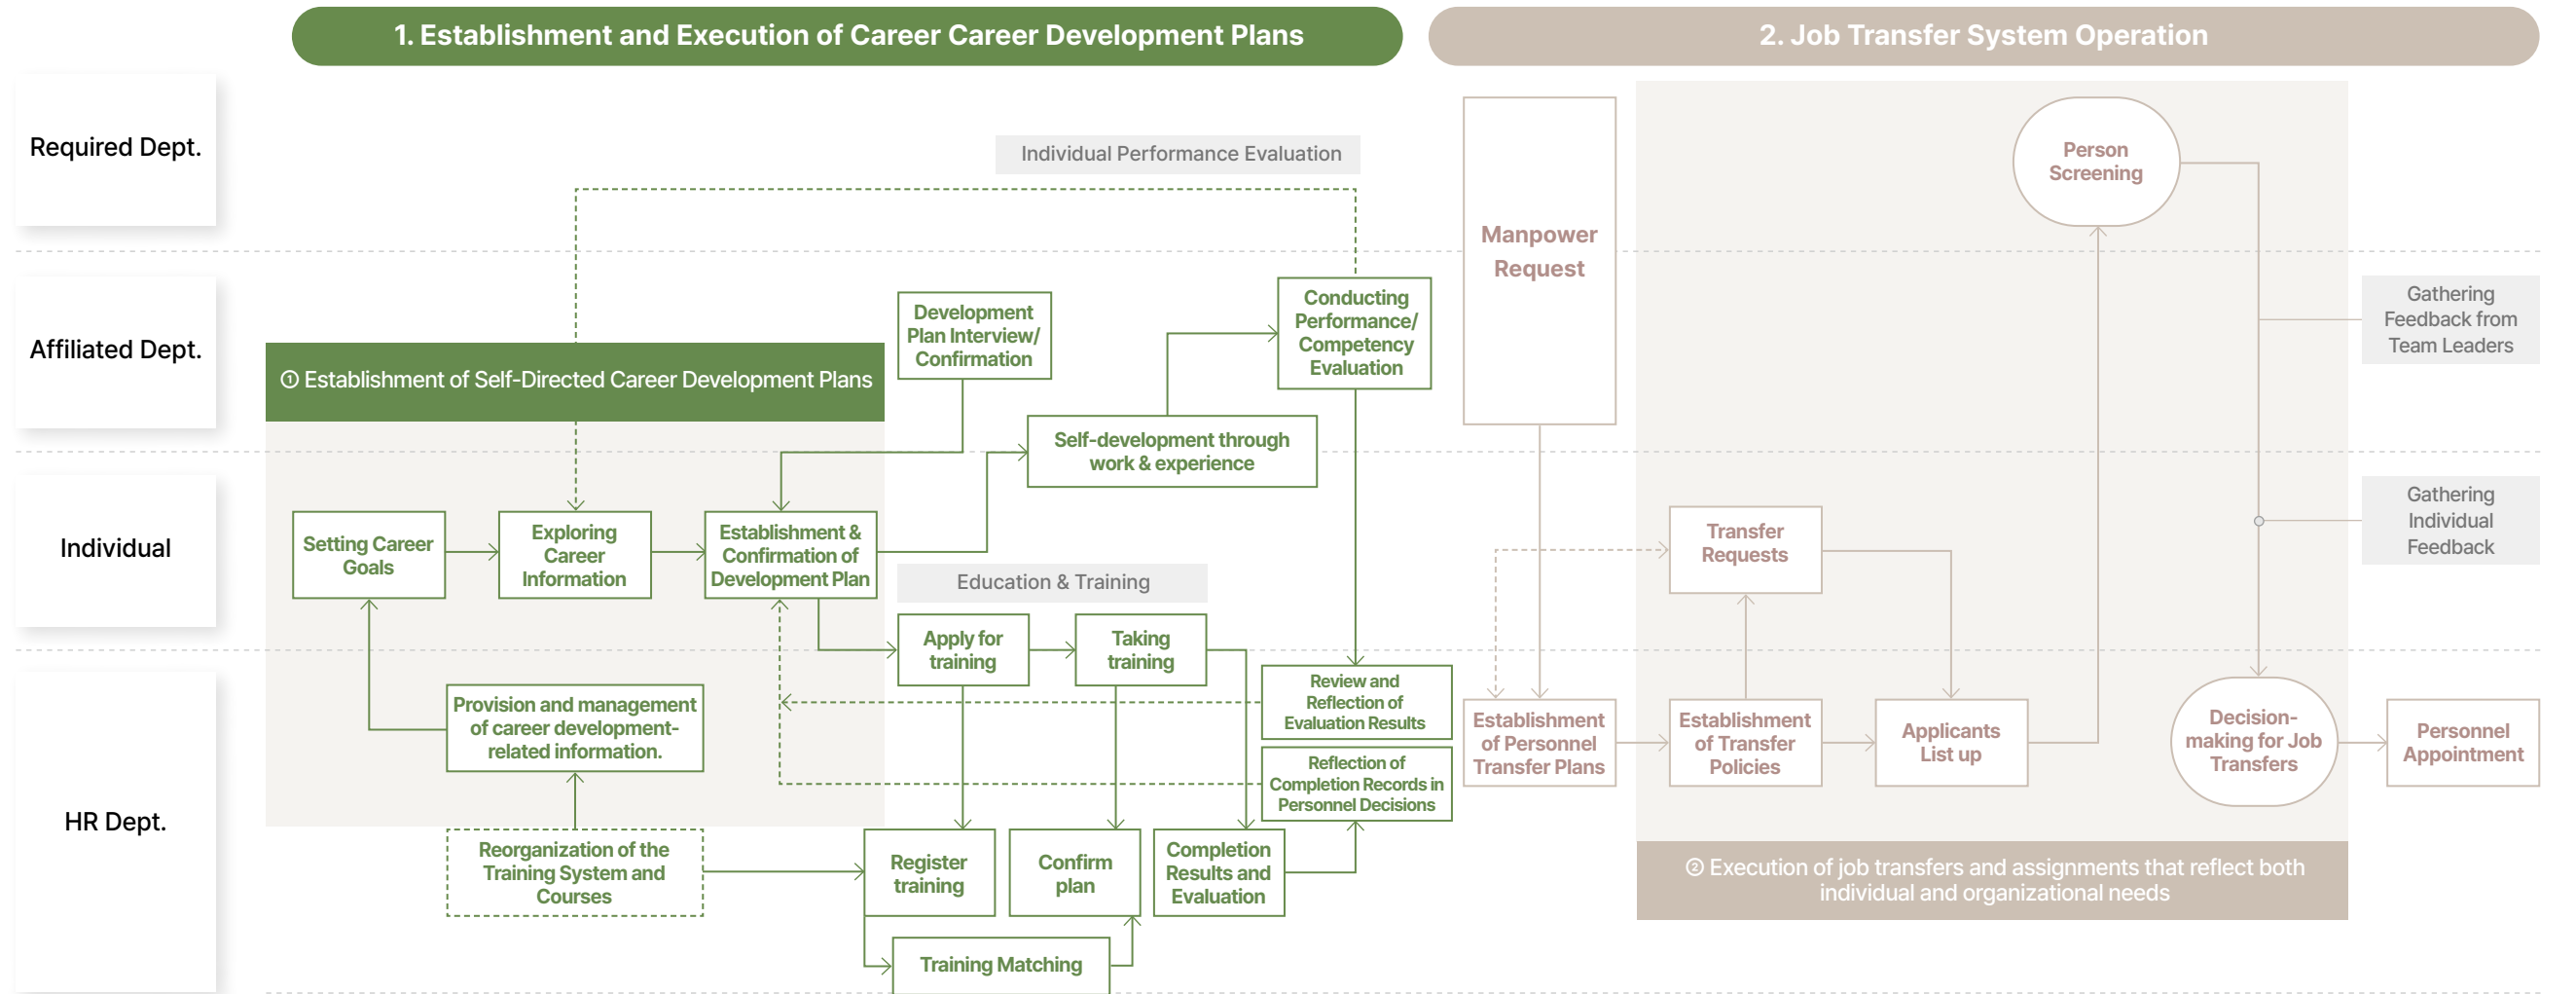 1. Establishment and Execution of Career Career Development Plans
2. Job Transfer System Operation
Required Dept.
Individual Performance Evaluation
Person
Screening
Manpower
Request
Affiliated Dept.
① Establishment of Self-Directed Career Development Plans
Development
Plan Interview/
Confirmation
Conducting
Performance/
Competency
Evaluation
Gathering
Feedback from
Team Leaders
Self-development through
work & experience
Individual
Setting Career
Goals
Exploring
Career
Information
Establishment &
Confirmation of
Development Plan
Education & Training
Apply for
training
Taking
training
Transfer
Requests
Gathering
Individual
Feedback
HR Dept.
Provision and management
of career development-
related information.
Review and
Reflection of
Evaluation Results
Reflection of
Completion Records in
Personnel Decisions
Establishment
of Personnel
Transfer Plans
Establishment
of Transfer
Policies
Applicants
List up
Decision-
making for Job
Transfers
Personnel
Appointment
Reorganization of the
Training System and
Courses
Register
training
Confirm
plan
Completion
Results and
Evaluation
Training Matching
② Execution of job transfers and assignments that reflect both
individual and organizational needs